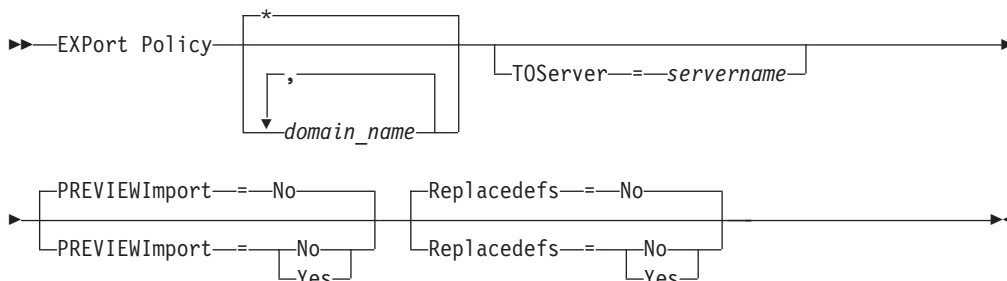 *
EXPort Policy
,
domain_name
TOServer = servername
PREVIEWImport = No
Replacedefs = No
PREVIEWImport = No
Yes
Replacedefs = No
Yes